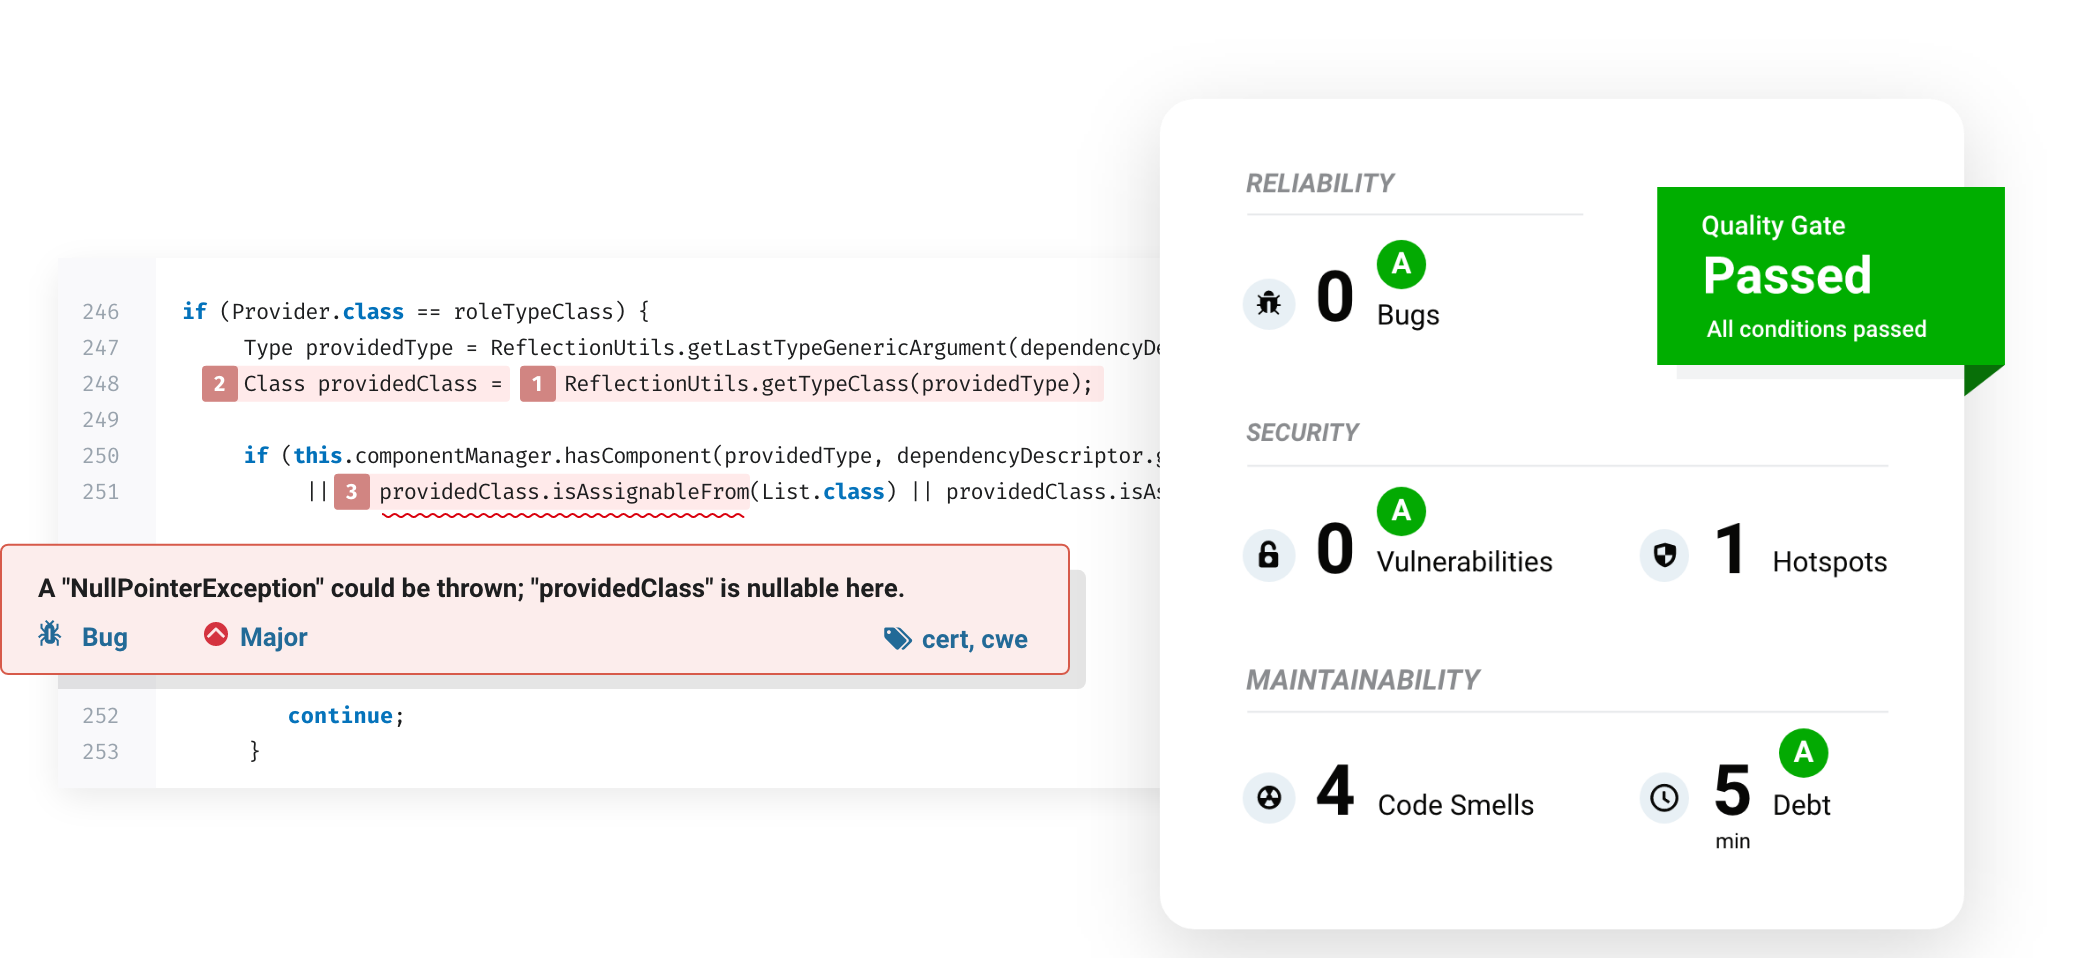 246 if (Provider.class == roleTypeClass) {
247 Type providedType = ReflectionUtils.getLastTypeGenericArgument(
248 2 Class providedClass = 1 ReflectionUtils.getTypeClass(providedType);
249
250 if (this.componentManager.hasComponent(providedType, dependencyDescriptor.
251 || 3 providedClass.isAssignableFrom(List.class) || providedClass.
A "NullPointerException" could be thrown; "providedClass" is nullable here.
Bug Major cert, cwe
252 continue;
253 }
RELIABILITY
0 A Bugs
Quality Gate
Passed
All conditions passed
SECURITY
0 A Vulnerabilities 1 Hotspots
MAINTAINABILITY
4 Code Smells 5 min A Debt